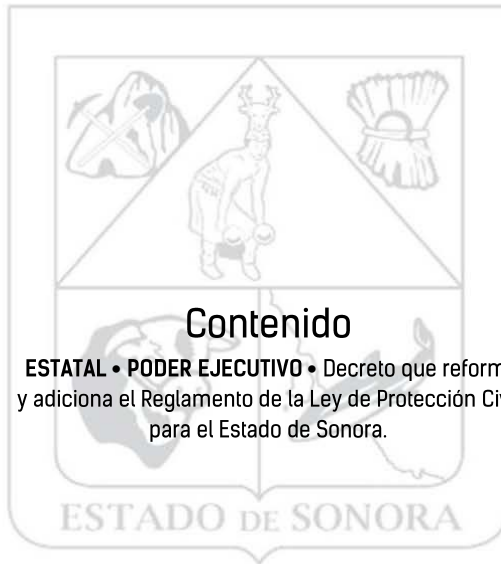 Contenido
ESTATAL • PODER EJECUTIVO • Decreto que reform
y adiciona el Reglamento de la Ley de Protección Civ
para el Estado de Sonora.
ESTADO DE SONORA